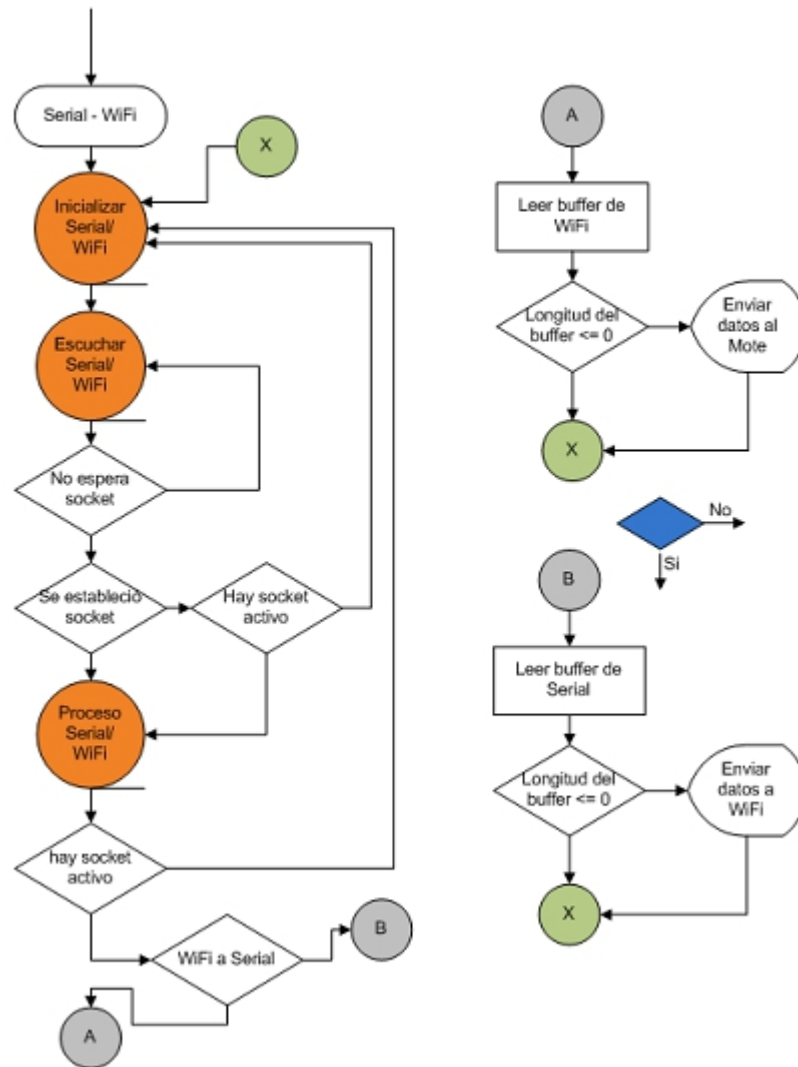 Serial - WiFi
X
Inicializar
Serial/
WiFi
Escuchar
Serial/
WiFi
No espera
socket
Se estableció
socket
Hay socket
activo
Proceso
Serial/
WiFi
hay socket
activo
WiFi a Serial
B
A
A
Leer buffer de
WiFi
Longitud del
buffer <= 0
Enviar
datos al
Mote
X
No
Si
B
Leer buffer de
Serial
Longitud del
buffer <= 0
Enviar
datos a
WiFi
X